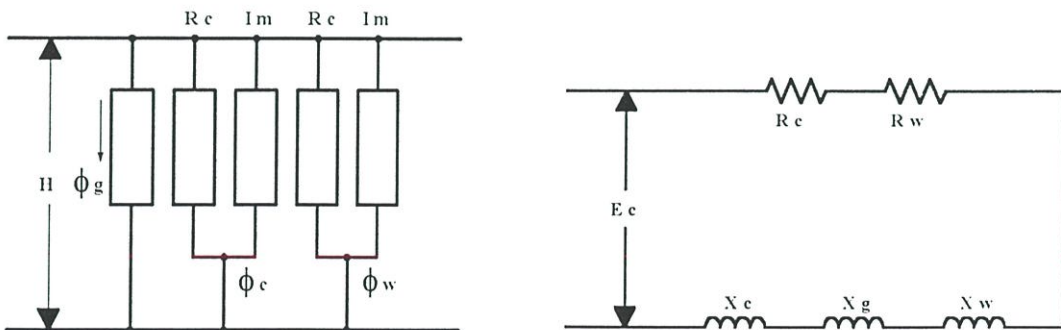 Rc Im Rc Im
H
ϕg
ϕc
ϕw
Rc Rw
Ec
Xc Xg Xw